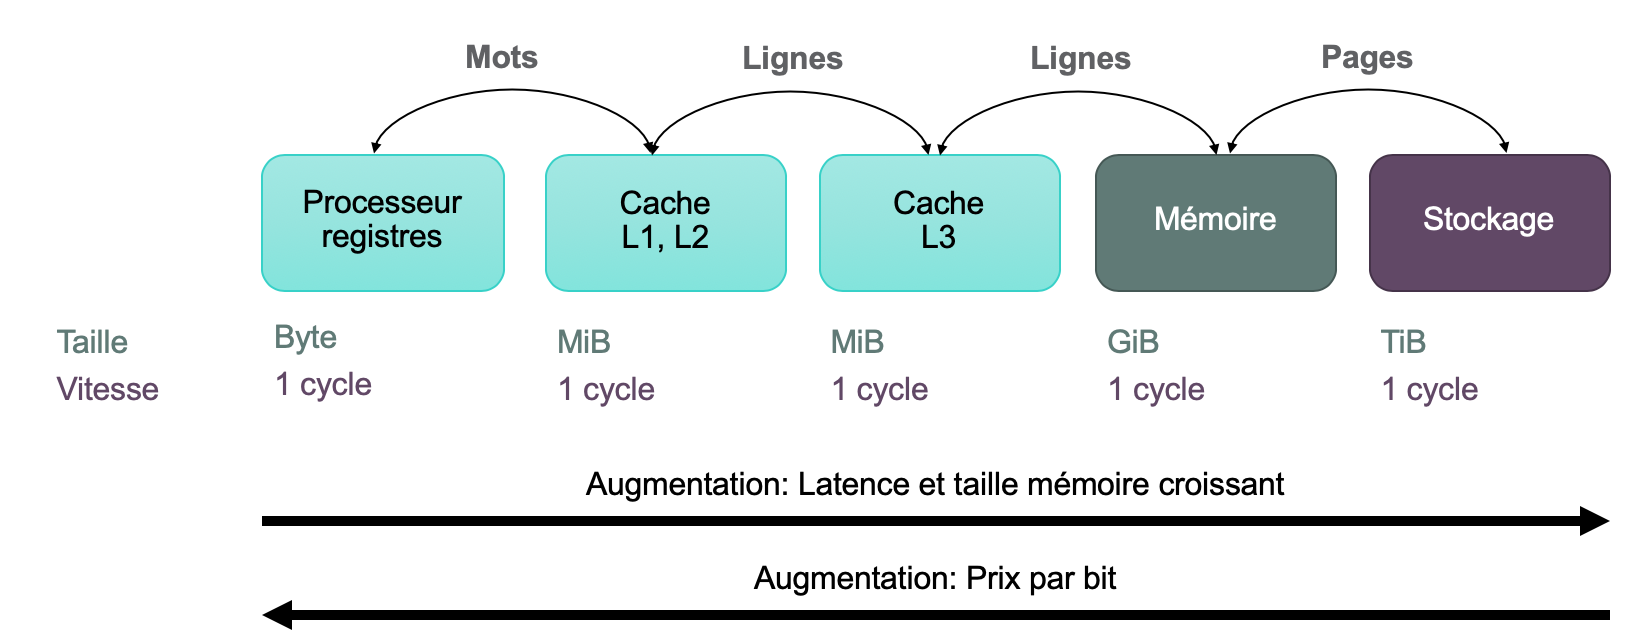 Mots
Lignes
Lignes
Pages
Processeur
registres
Cache
L1, L2
Cache
L3
Mémoire
Stockage
Taille
Byte
MiB
MiB
GiB
TiB
Vitesse
1 cycle
1 cycle
1 cycle
1 cycle
1 cycle
Augmentation: Latence et taille mémoire croissant
Augmentation: Prix par bit